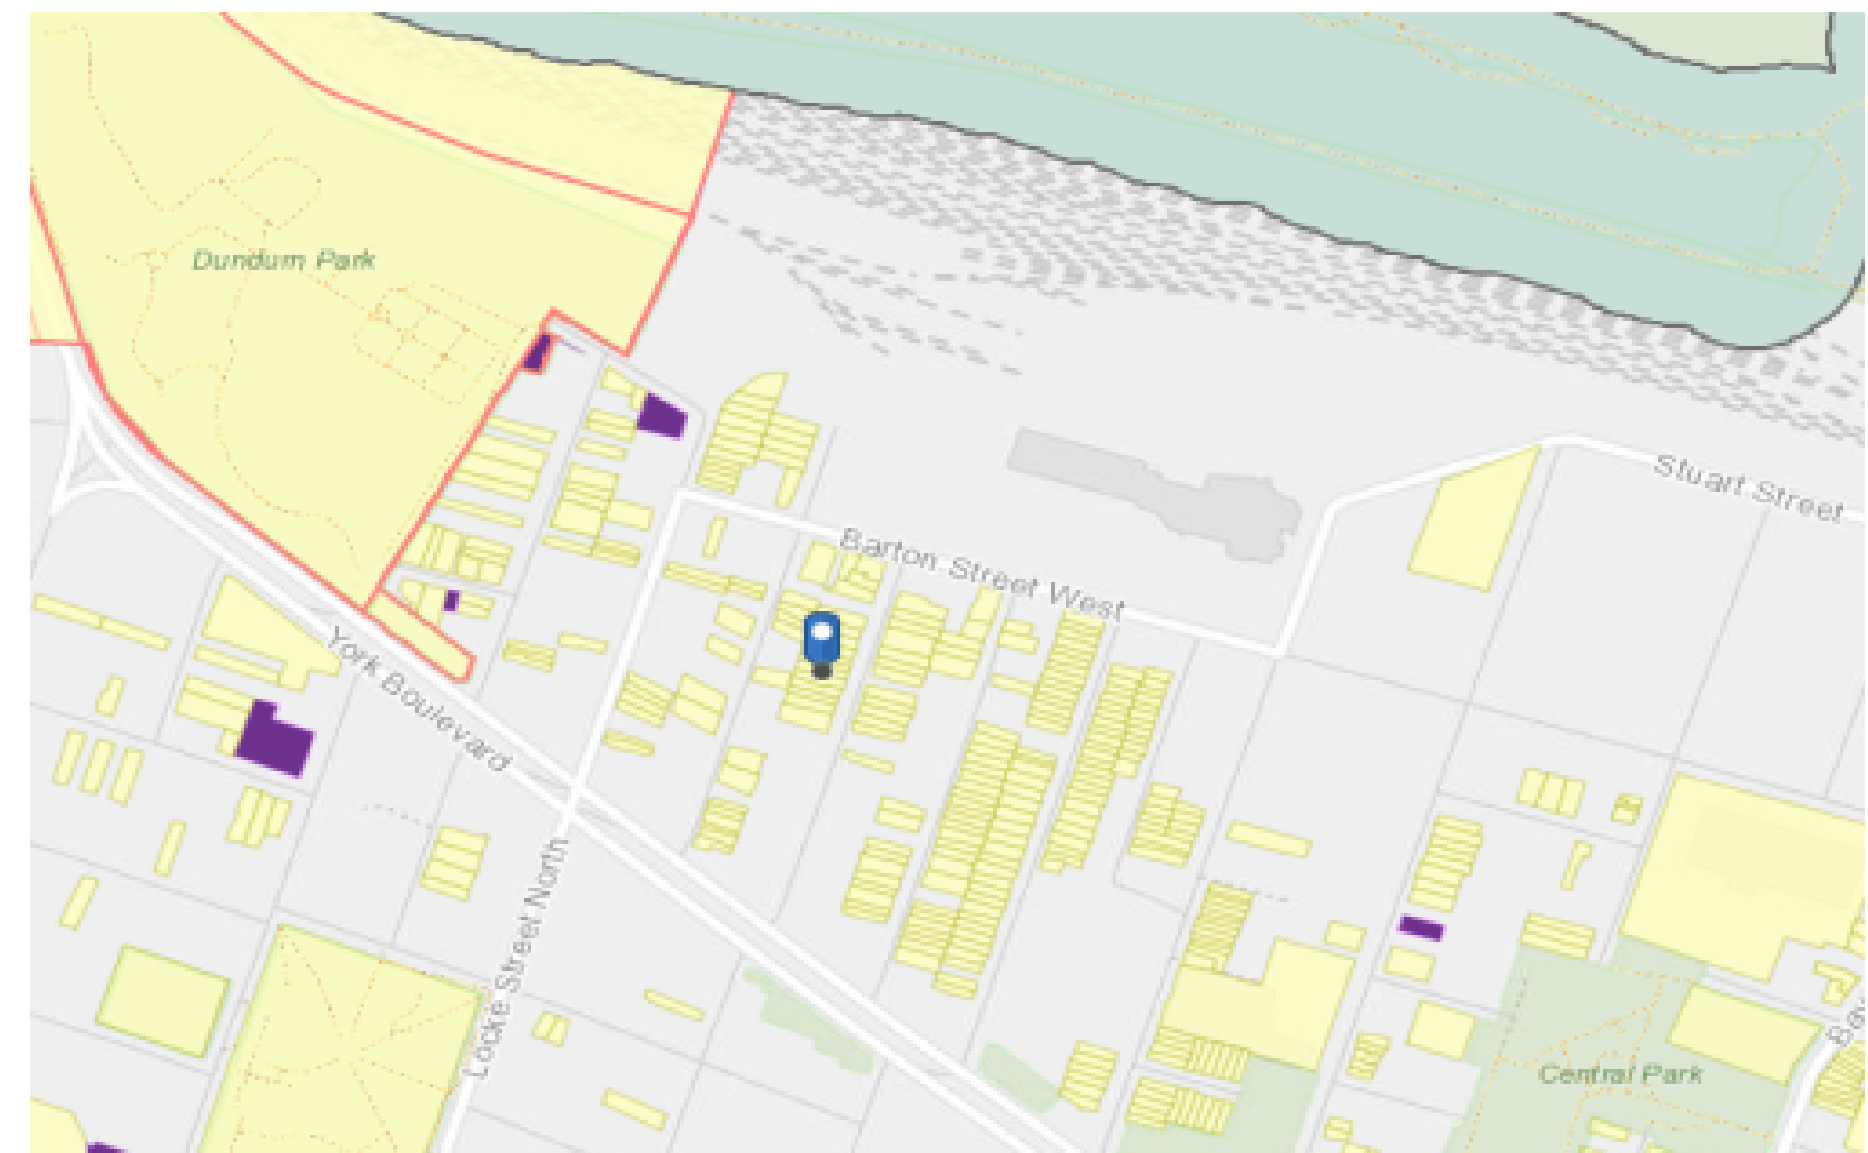 Dundurn Park
Stuart Street
Barton Street West
York Boulevard
Locke Street North
Central Park